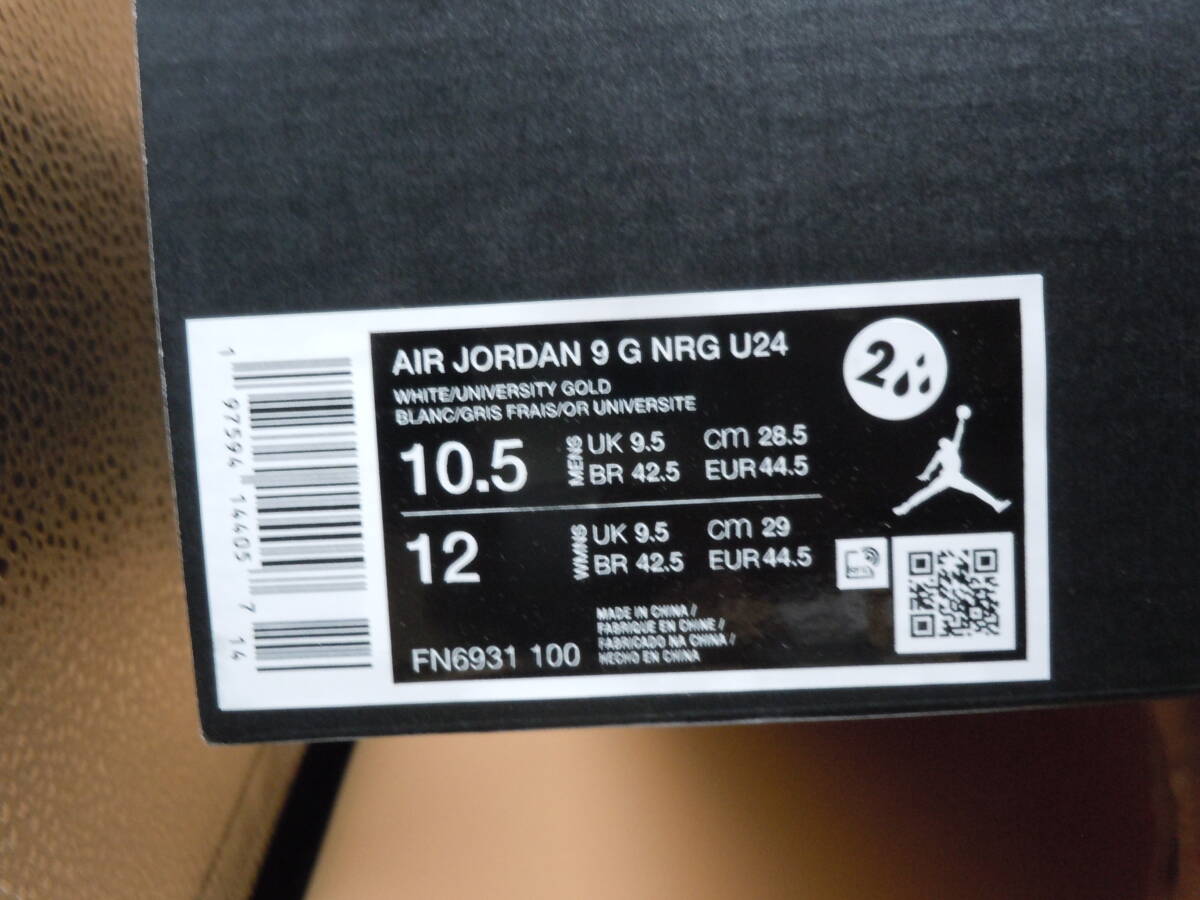 AIR JORDAN 9 G NRG U24
WHITE/UNIVERSITY GOLD
BLANC/GRIS FRAIS/OR UNIVERSITE
10.5 MENS UK 9.5 cm 28.5
BR 42.5 EUR 44.5
12 WMNS UK 9.5 cm 29
BR 42.5 EUR 44.5
MADE IN CHINA /
FABRIQUE EN CHINE /
FABRICADO NA CHINA /
HECHO EN CHINA
FN6931 100
2
1 97594 14405 7 14